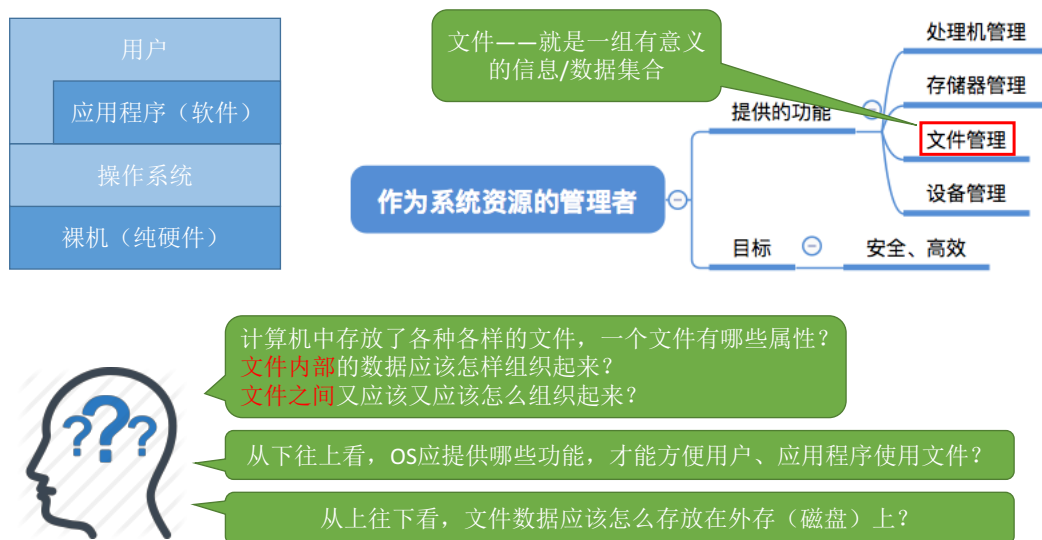 用户
应用程序（软件）
操作系统
裸机（纯硬件）
文件——就是一组有意义
的信息/数据集合
作为系统资源的管理者
提供的功能
处理机管理
存储器管理
文件管理
设备管理
目标
安全、高效
计算机中存放了各种各样的文件，一个文件有哪些属性？
文件内部的数据应该怎样组织起来？
文件之间又应该又应该怎么组织起来？
???
从下往上看，OS应提供哪些功能，才能方便用户、应用程序使用文件？
从上往下看，文件数据应该怎么存放在外存（磁盘）上？